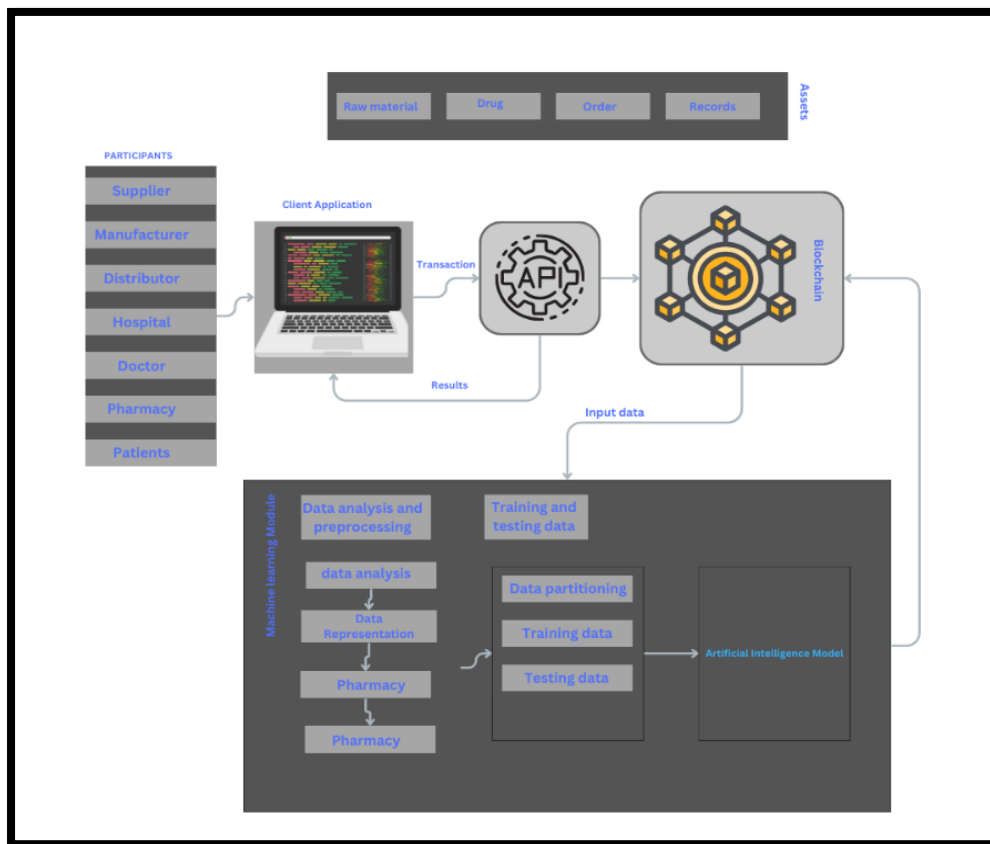 Raw material
Drug
Order
Records
Assets
PARTICIPANTS
Supplier
Manufacturer
Distributor
Hospital
Doctor
Pharmacy
Patients
Client Application
Transaction
API
Results
Blockchain
Input data
Machine learning Module
Data analysis and
preprocessing
data analysis
Data
Representation
Pharmacy
Pharmacy
Training and
testing data
Data partitioning
Training data
Testing data
Artificial Intelligence Model